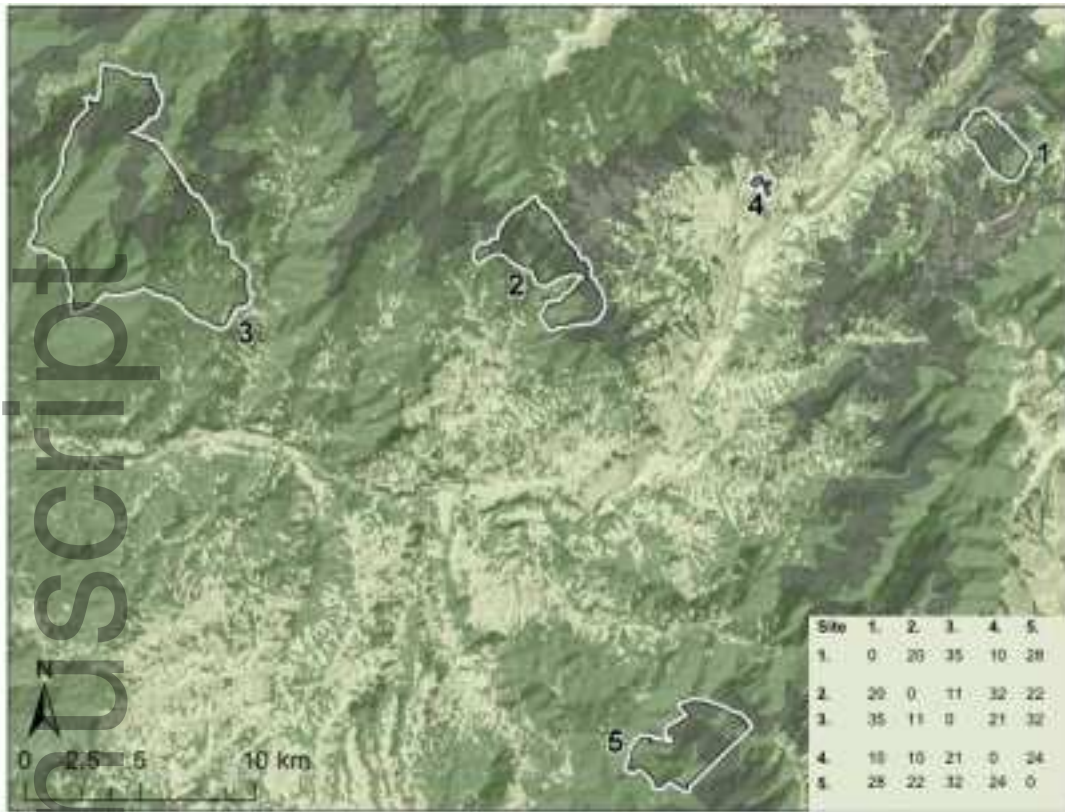 1
4
2
3
5
nuscript
N
0 2.5 5 10 km
Site 1. 2. 3. 4. 5.
1. 0 20 35 10 28
2. 20 0 11 32 22
3. 35 11 0 21 32
4. 10 10 21 0 24
5. 28 22 32 24 0